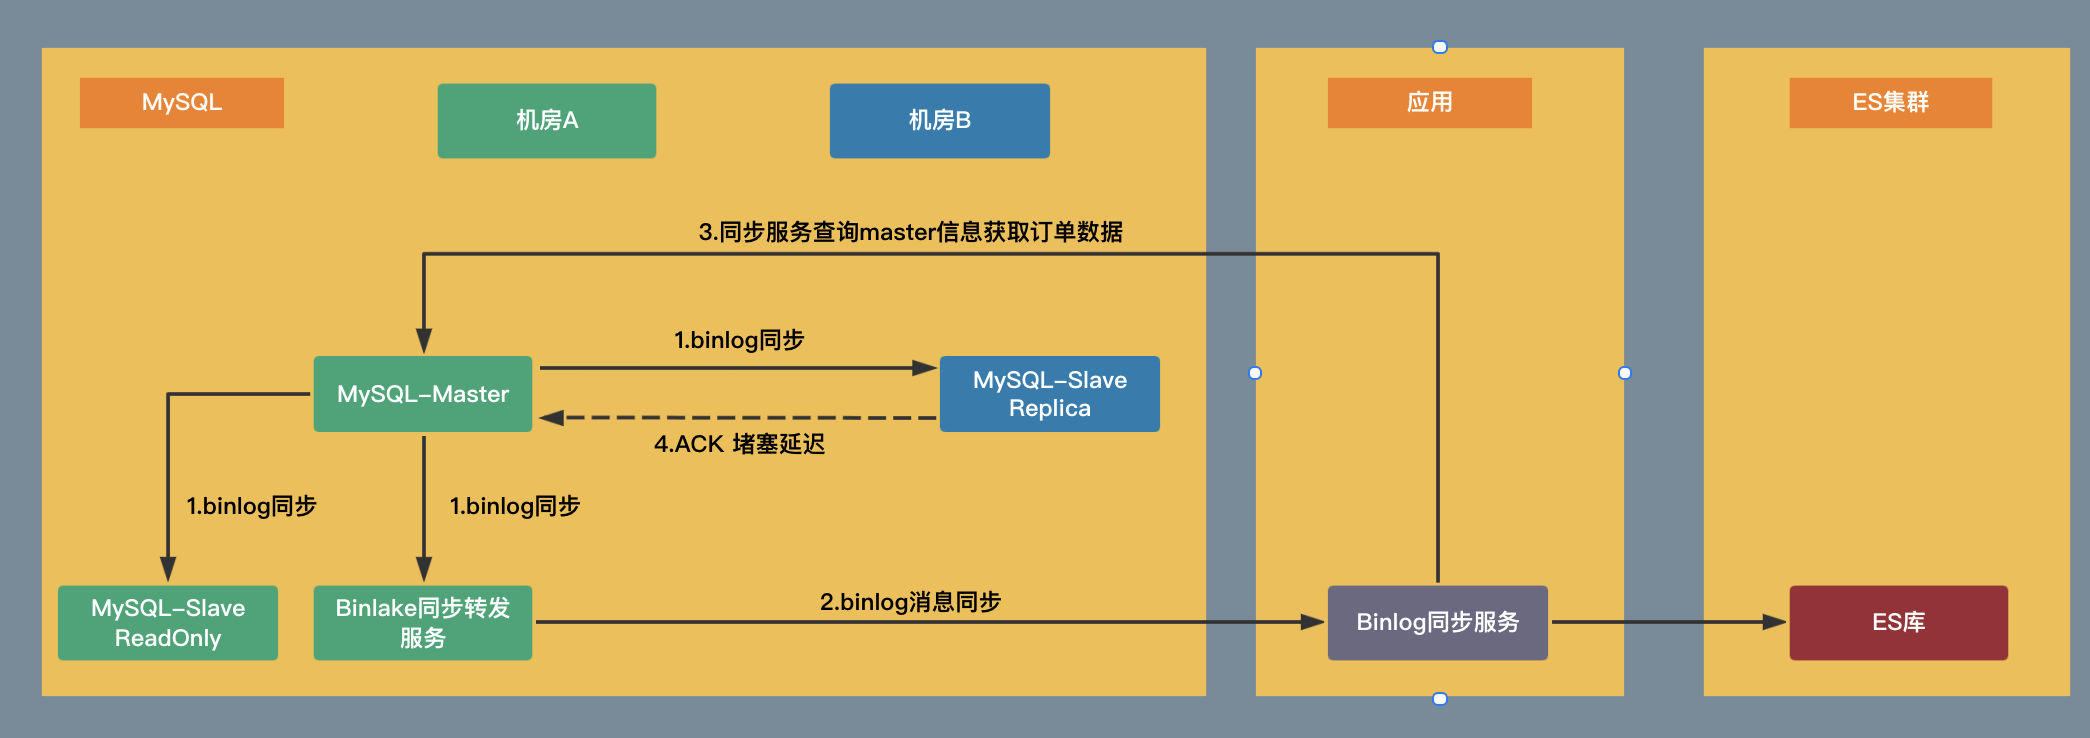 MySQL
机房A
机房B
应用
ES集群
3.同步服务查询master信息获取订单数据
1.binlog同步
MySQL-Master
MySQL-Slave
Replica
4.ACK 堵塞延迟
1.binlog同步
1.binlog同步
MySQL-Slave
ReadOnly
Binlake同步转发
服务
2.binlog消息同步
Binlog同步服务
ES库